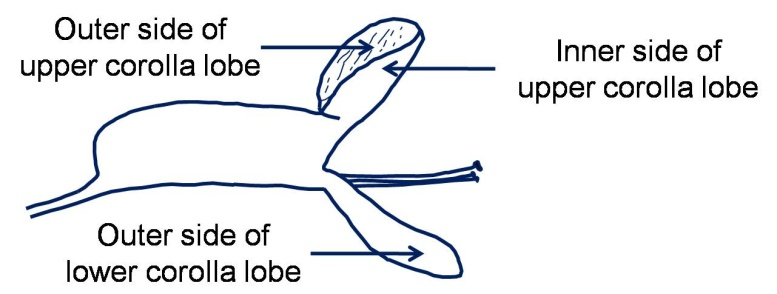 Outer side of
upper corolla lobe
Inner side of
upper corolla lobe
Outer side of
lower corolla lobe